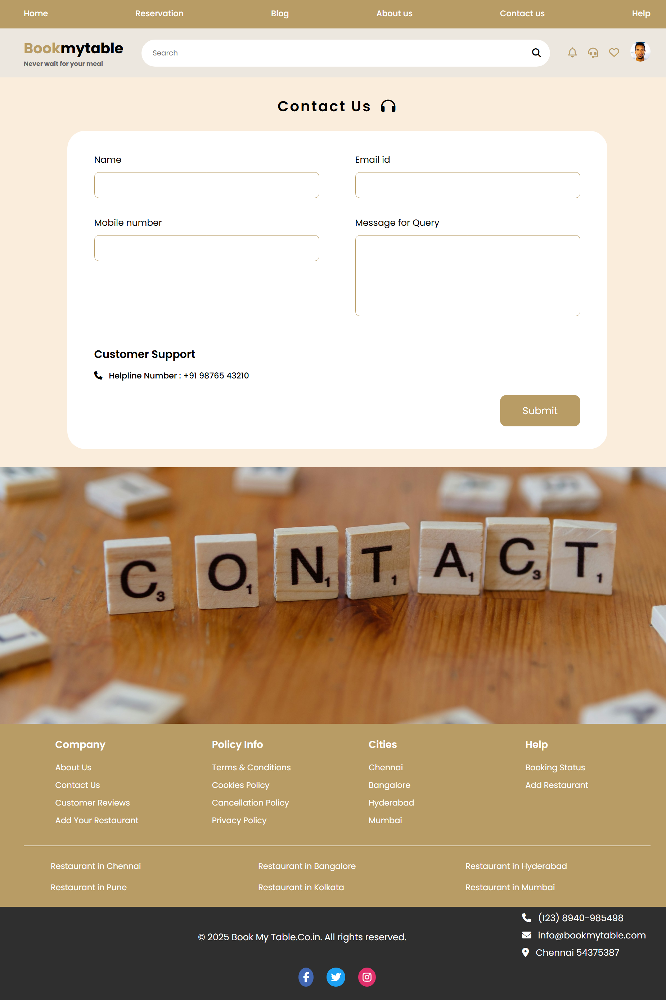 Home Reservation Blog About us Contact us Help
Bookmytable
Never wait for your meal
Search
Contact Us
Name
Email id
Mobile number
Message for Query
Customer Support
Helpline Number : +91 98765 43210
Submit
C3 O1 N1 T1 A1 C3 T1
Company
About Us
Contact Us
Customer Reviews
Add Your Restaurant
Policy Info
Terms & Conditions
Cookies Policy
Cancellation Policy
Privacy Policy
Cities
Chennai
Bangalore
Hyderabad
Mumbai
Help
Booking Status
Add Restaurant
Restaurant in Chennai
Restaurant in Bangalore
Restaurant in Hyderabad
Restaurant in Pune
Restaurant in Kolkata
Restaurant in Mumbai
© 2025 Book My Table.Co.in. All rights reserved.
(123) 8940-985498
info@bookmytable.com
Chennai 54375387